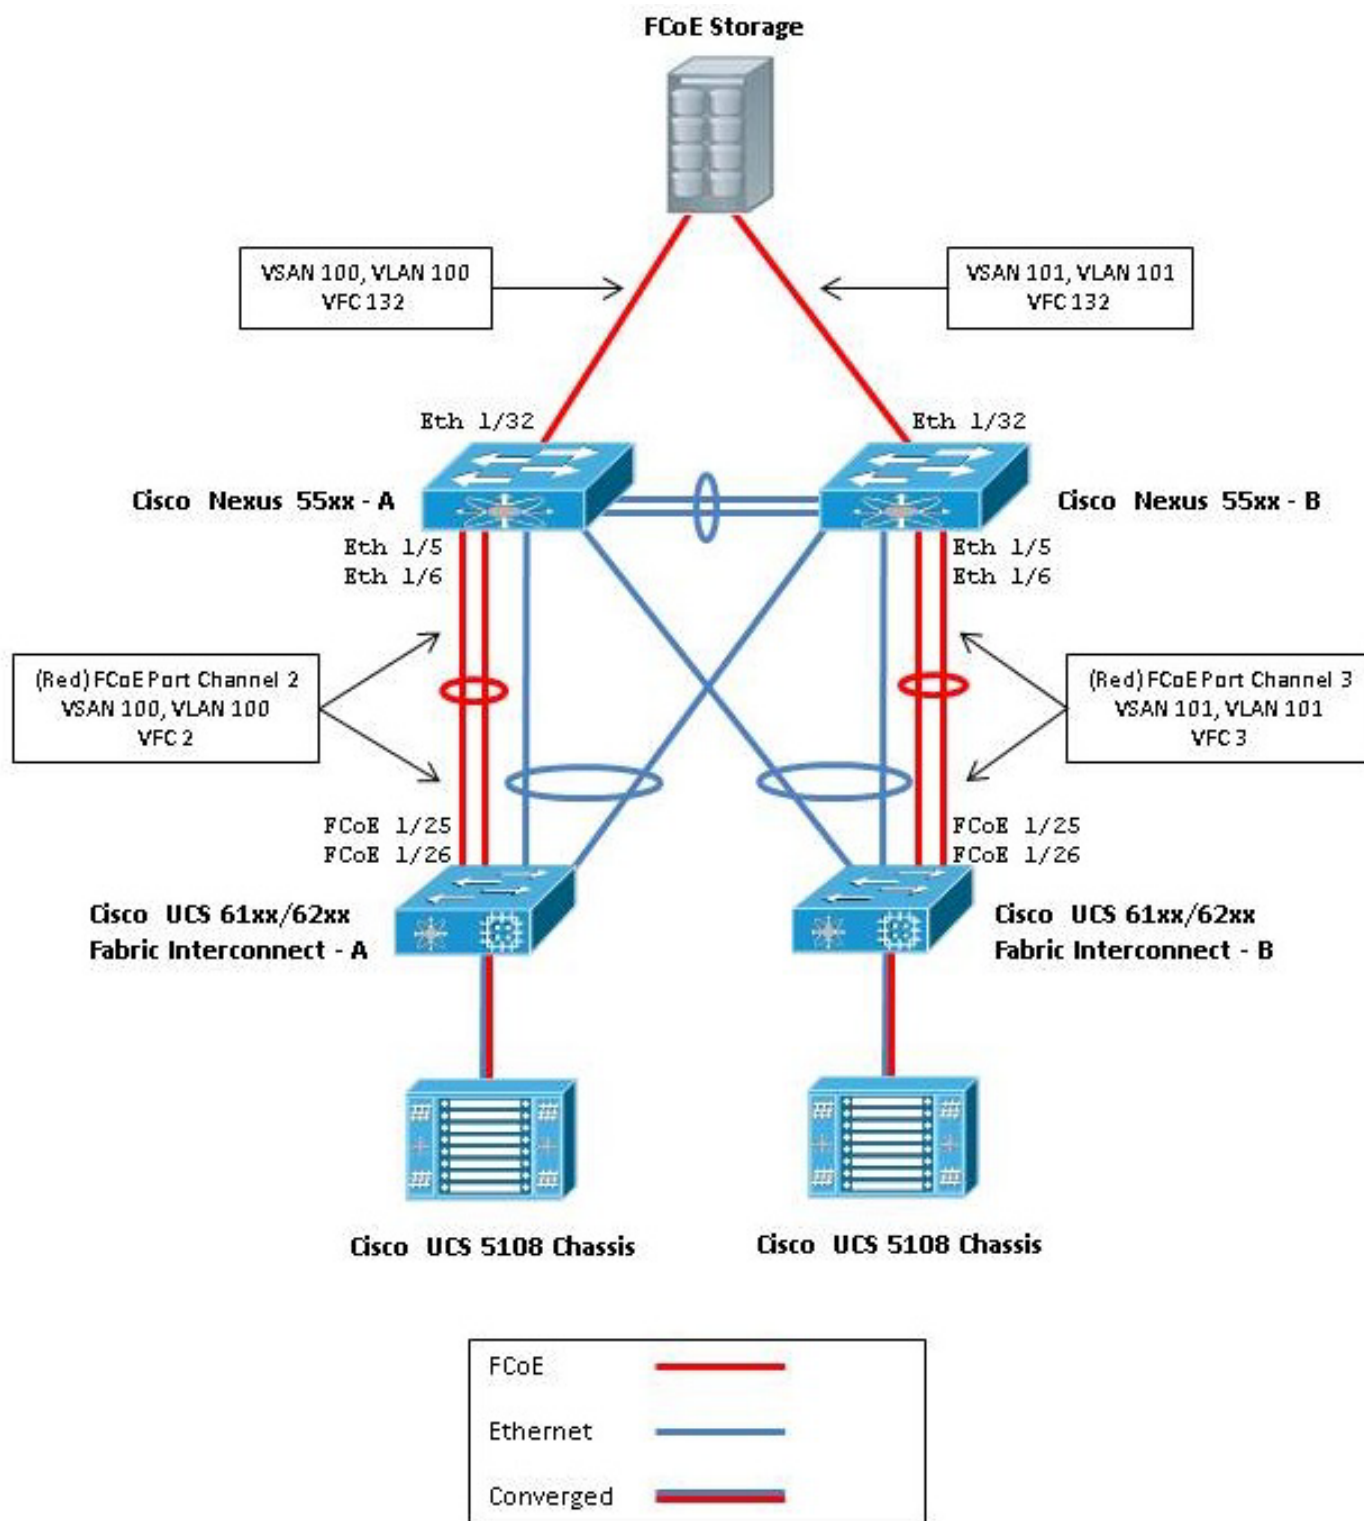 FCoE Storage
VSAN 100, VLAN 100
VFC 132
VSAN 101, VLAN 101
VFC 132
Eth 1/32
Eth 1/32
Cisco Nexus 55xx - A
Cisco Nexus 55xx - B
Eth 1/5
Eth 1/6
Eth 1/5
Eth 1/6
(Red) FCoE Port Channel 2
VSAN 100, VLAN 100
VFC 2
(Red) FCoE Port Channel 3
VSAN 101, VLAN 101
VFC 3
FCoE 1/25
FCoE 1/26
FCoE 1/25
FCoE 1/26
Cisco UCS 61xx/62xx
Fabric Interconnect - A
Cisco UCS 61xx/62xx
Fabric Interconnect - B
Cisco UCS 5108 Chassis
Cisco UCS 5108 Chassis
FCoE
Ethernet
Converged